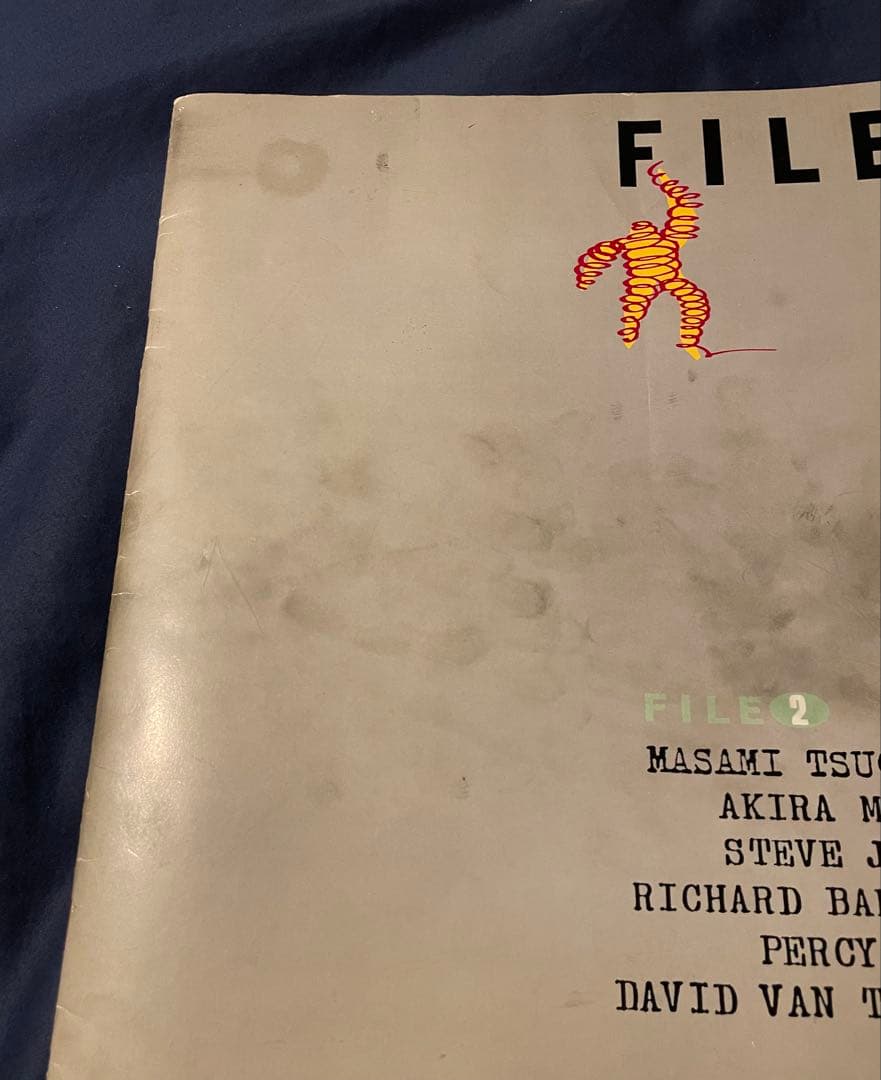 FILE
FILE 2
MASAMI TSU
AKIRA M
STEVE J
RICHARD BA
PERCY
DAVID VAN T